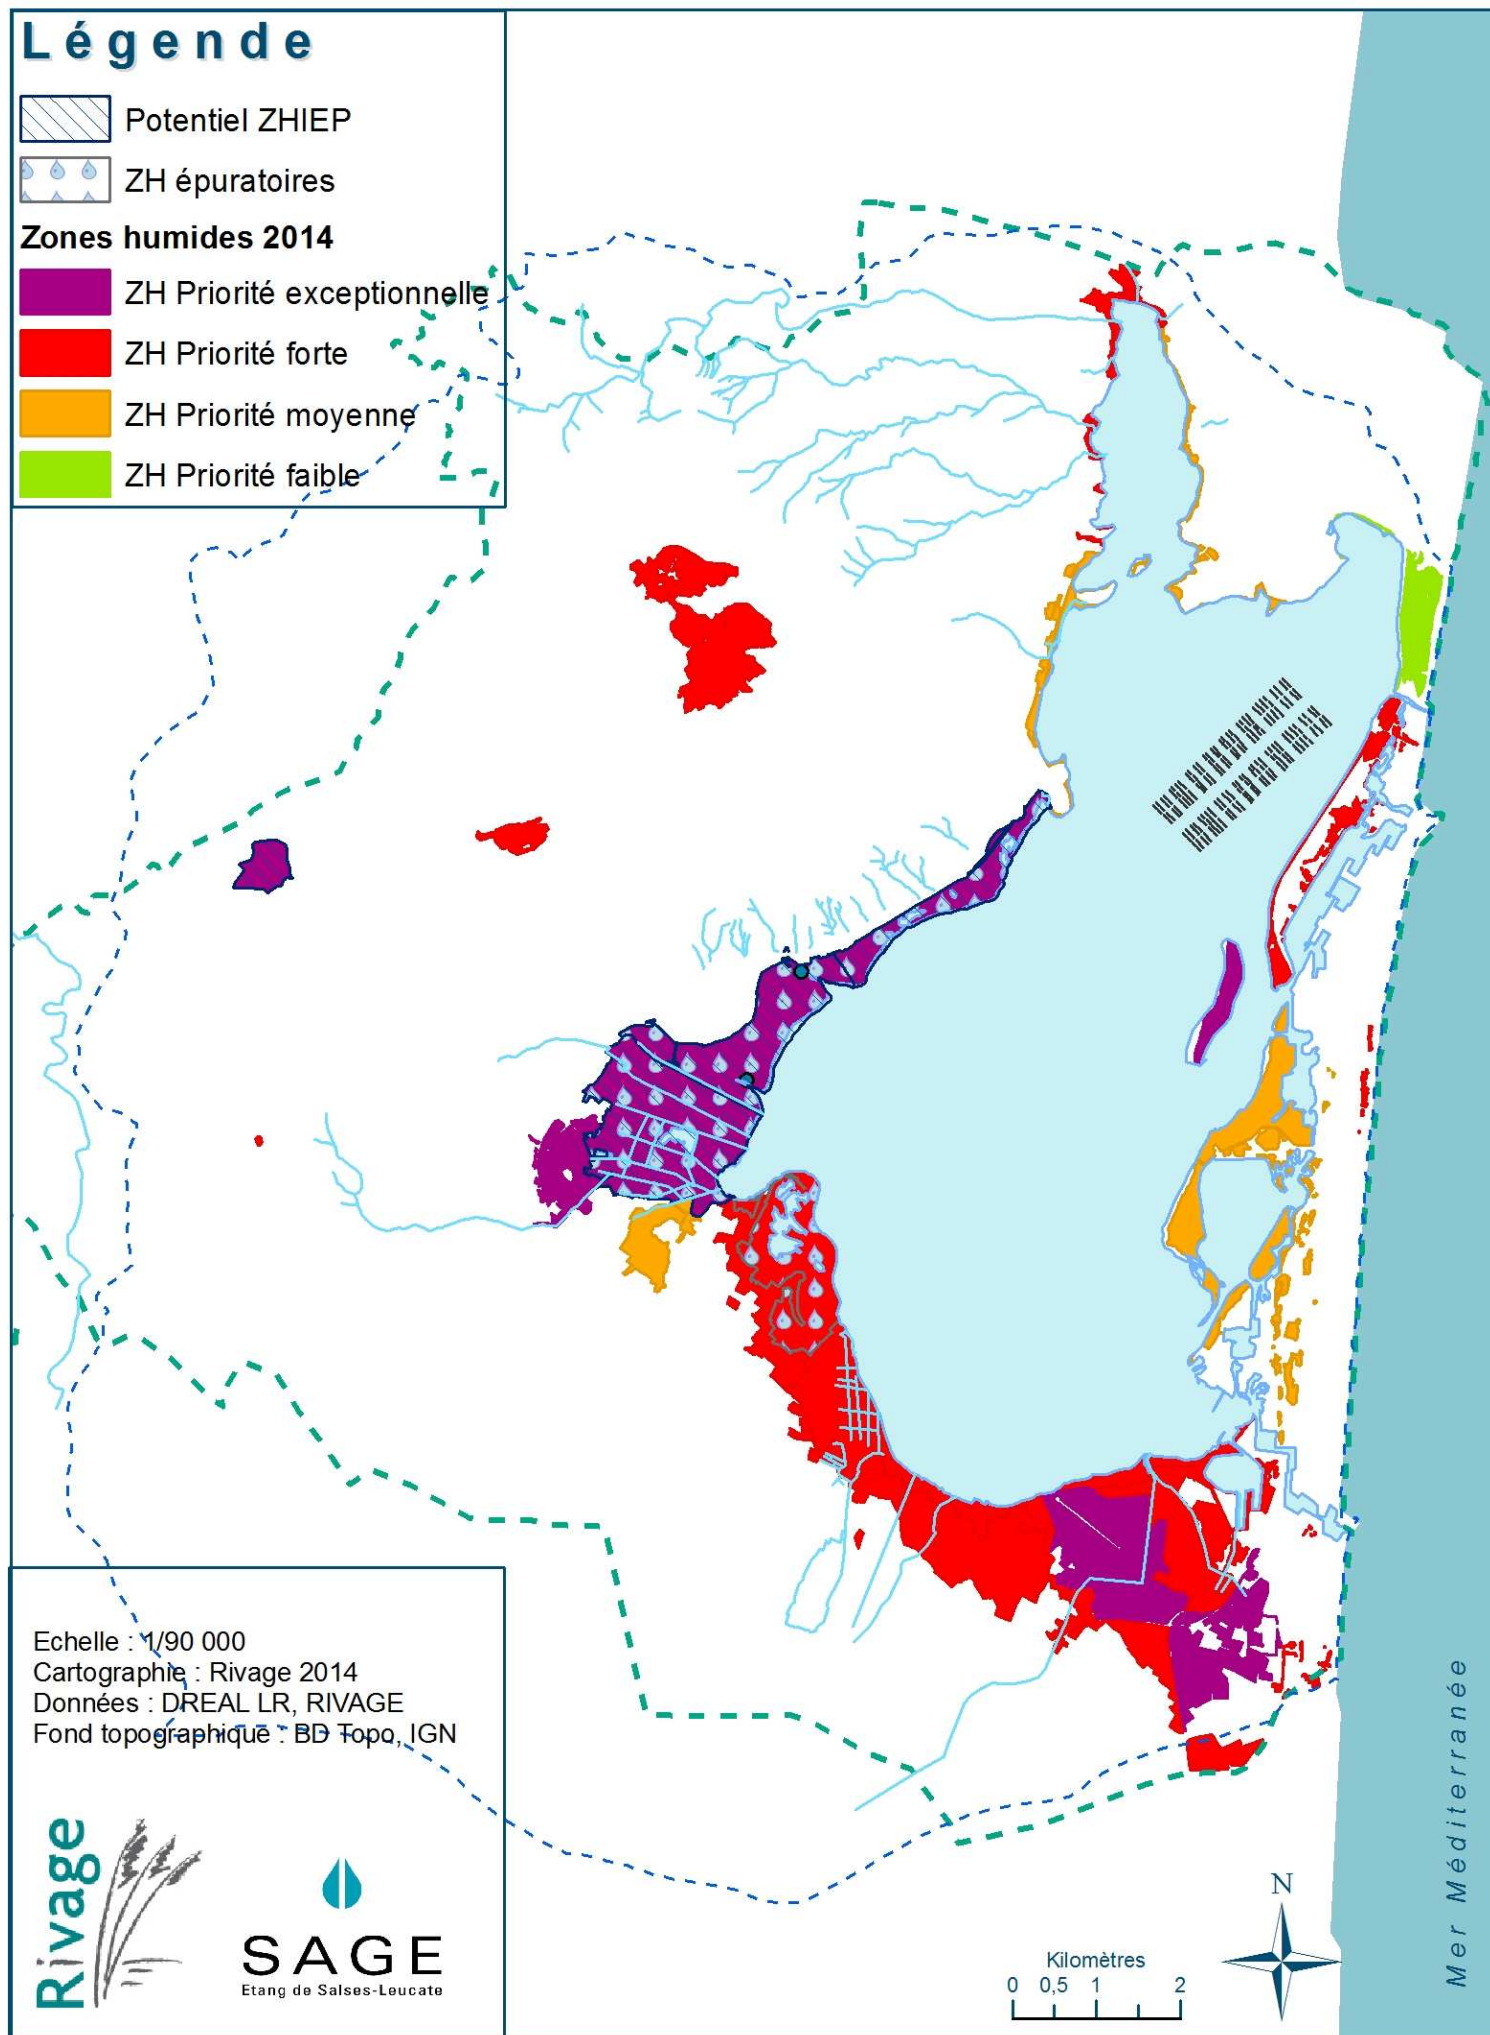 Légende
Potentiel ZHIEP
ZH épuratoires
Zones humides 2014
ZH Priorité exceptionnelle
ZH Priorité forte
ZH Priorité moyenne
ZH Priorité faible
Echelle : 1/90 000
Cartographie : Rivage 2014
Données : DREAL LR, RIVAGE
Fond topographique : BD Topo, IGN
Rivage
SAGE
Etang de Salses-Leucate
N
Kilomètres
0 0,5 1 2
Mer Méditerranée